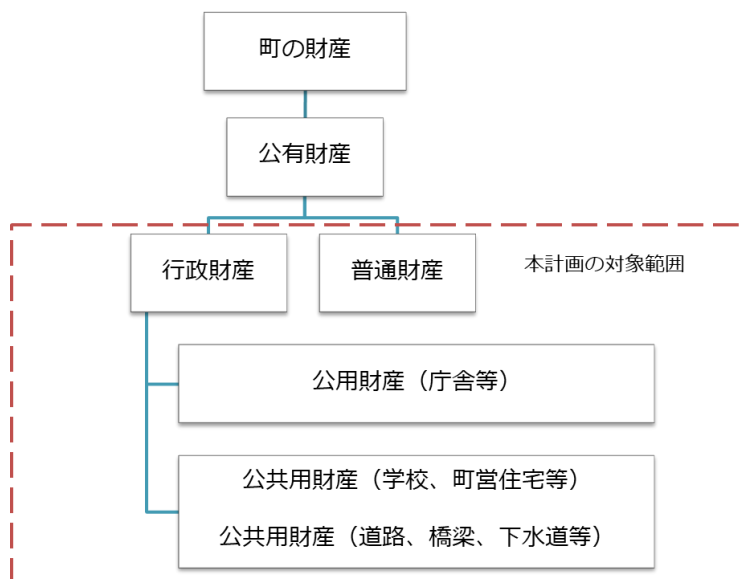 町の財産
公有財産
行政財産
普通財産
本計画の対象範囲
公用財産（庁舎等）
公共用財産（学校、町営住宅等）
公共用財産（道路、橋梁、下水道等）